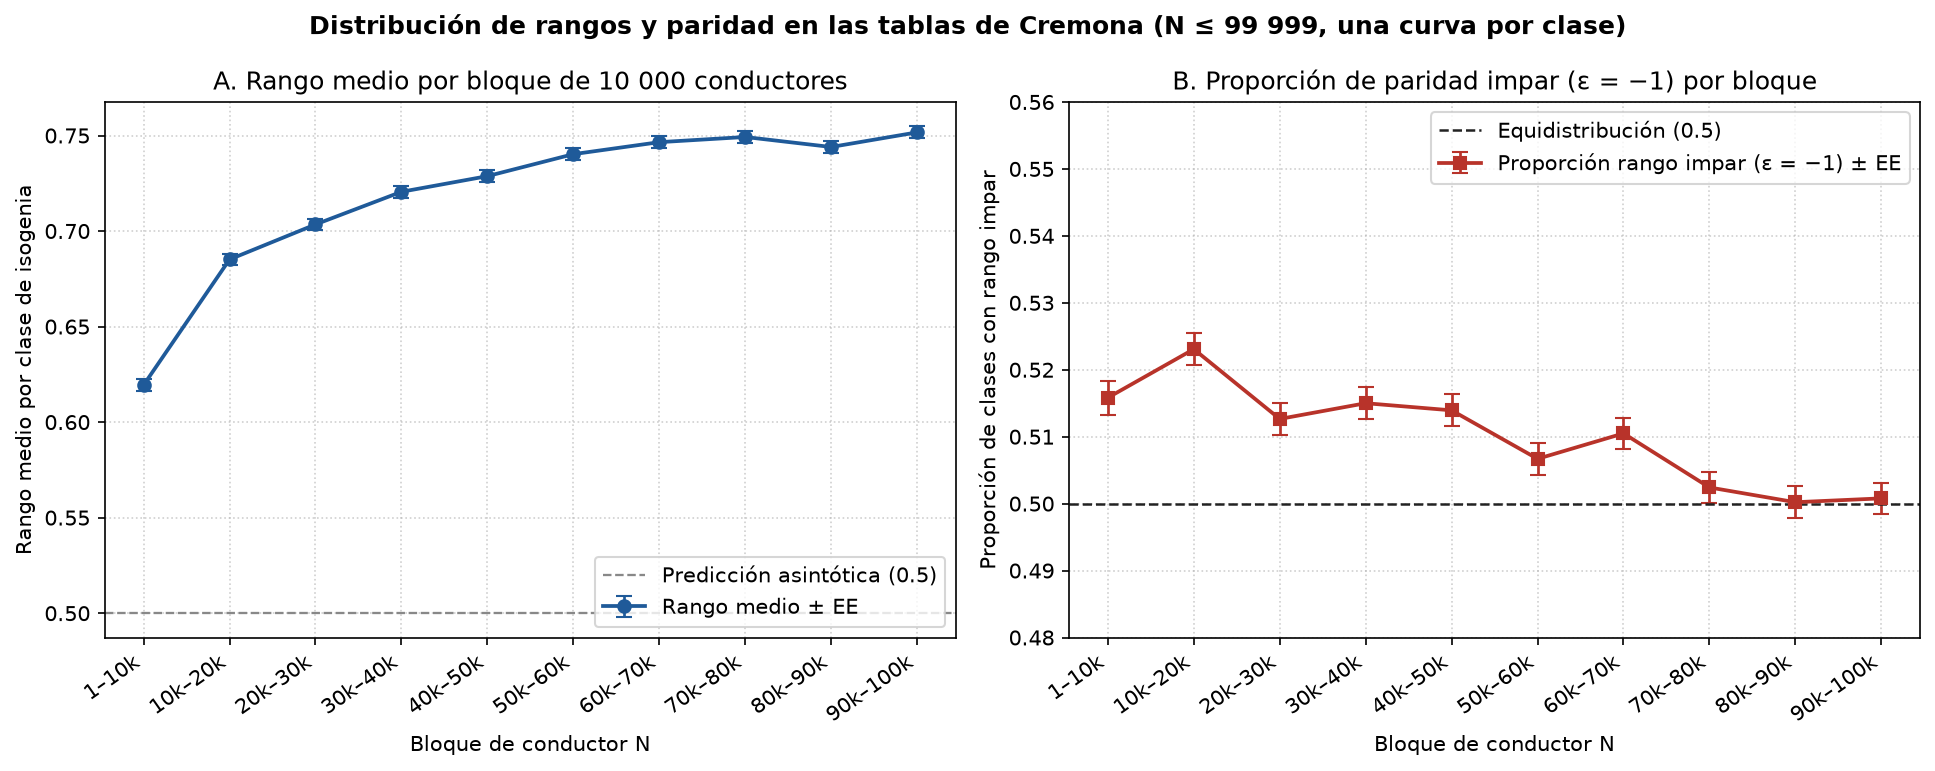 Distribución de rangos y paridad en las tablas de Cremona (N ≤ 99 999, una curva por clase)
A. Rango medio por bloque de 10 000 conductores
Rango medio por clase de isogenia
0.75
0.70
0.65
0.60
0.55
0.50
Predicción asintótica (0.5)
Rango medio ± EE
1–10k
10k–20k
20k–30k
30k–40k
40k–50k
50k–60k
60k–70k
70k–80k
80k–90k
90k–100k
Bloque de conductor N
B. Proporción de paridad impar (ε = −1) por bloque
Proporción de clases con rango impar
0.56
0.55
0.54
0.53
0.52
0.51
0.50
0.49
0.48
Equidistribución (0.5)
Proporción rango impar (ε = −1) ± EE
1–10k
10k–20k
20k–30k
30k–40k
40k–50k
50k–60k
60k–70k
70k–80k
80k–90k
90k–100k
Bloque de conductor N